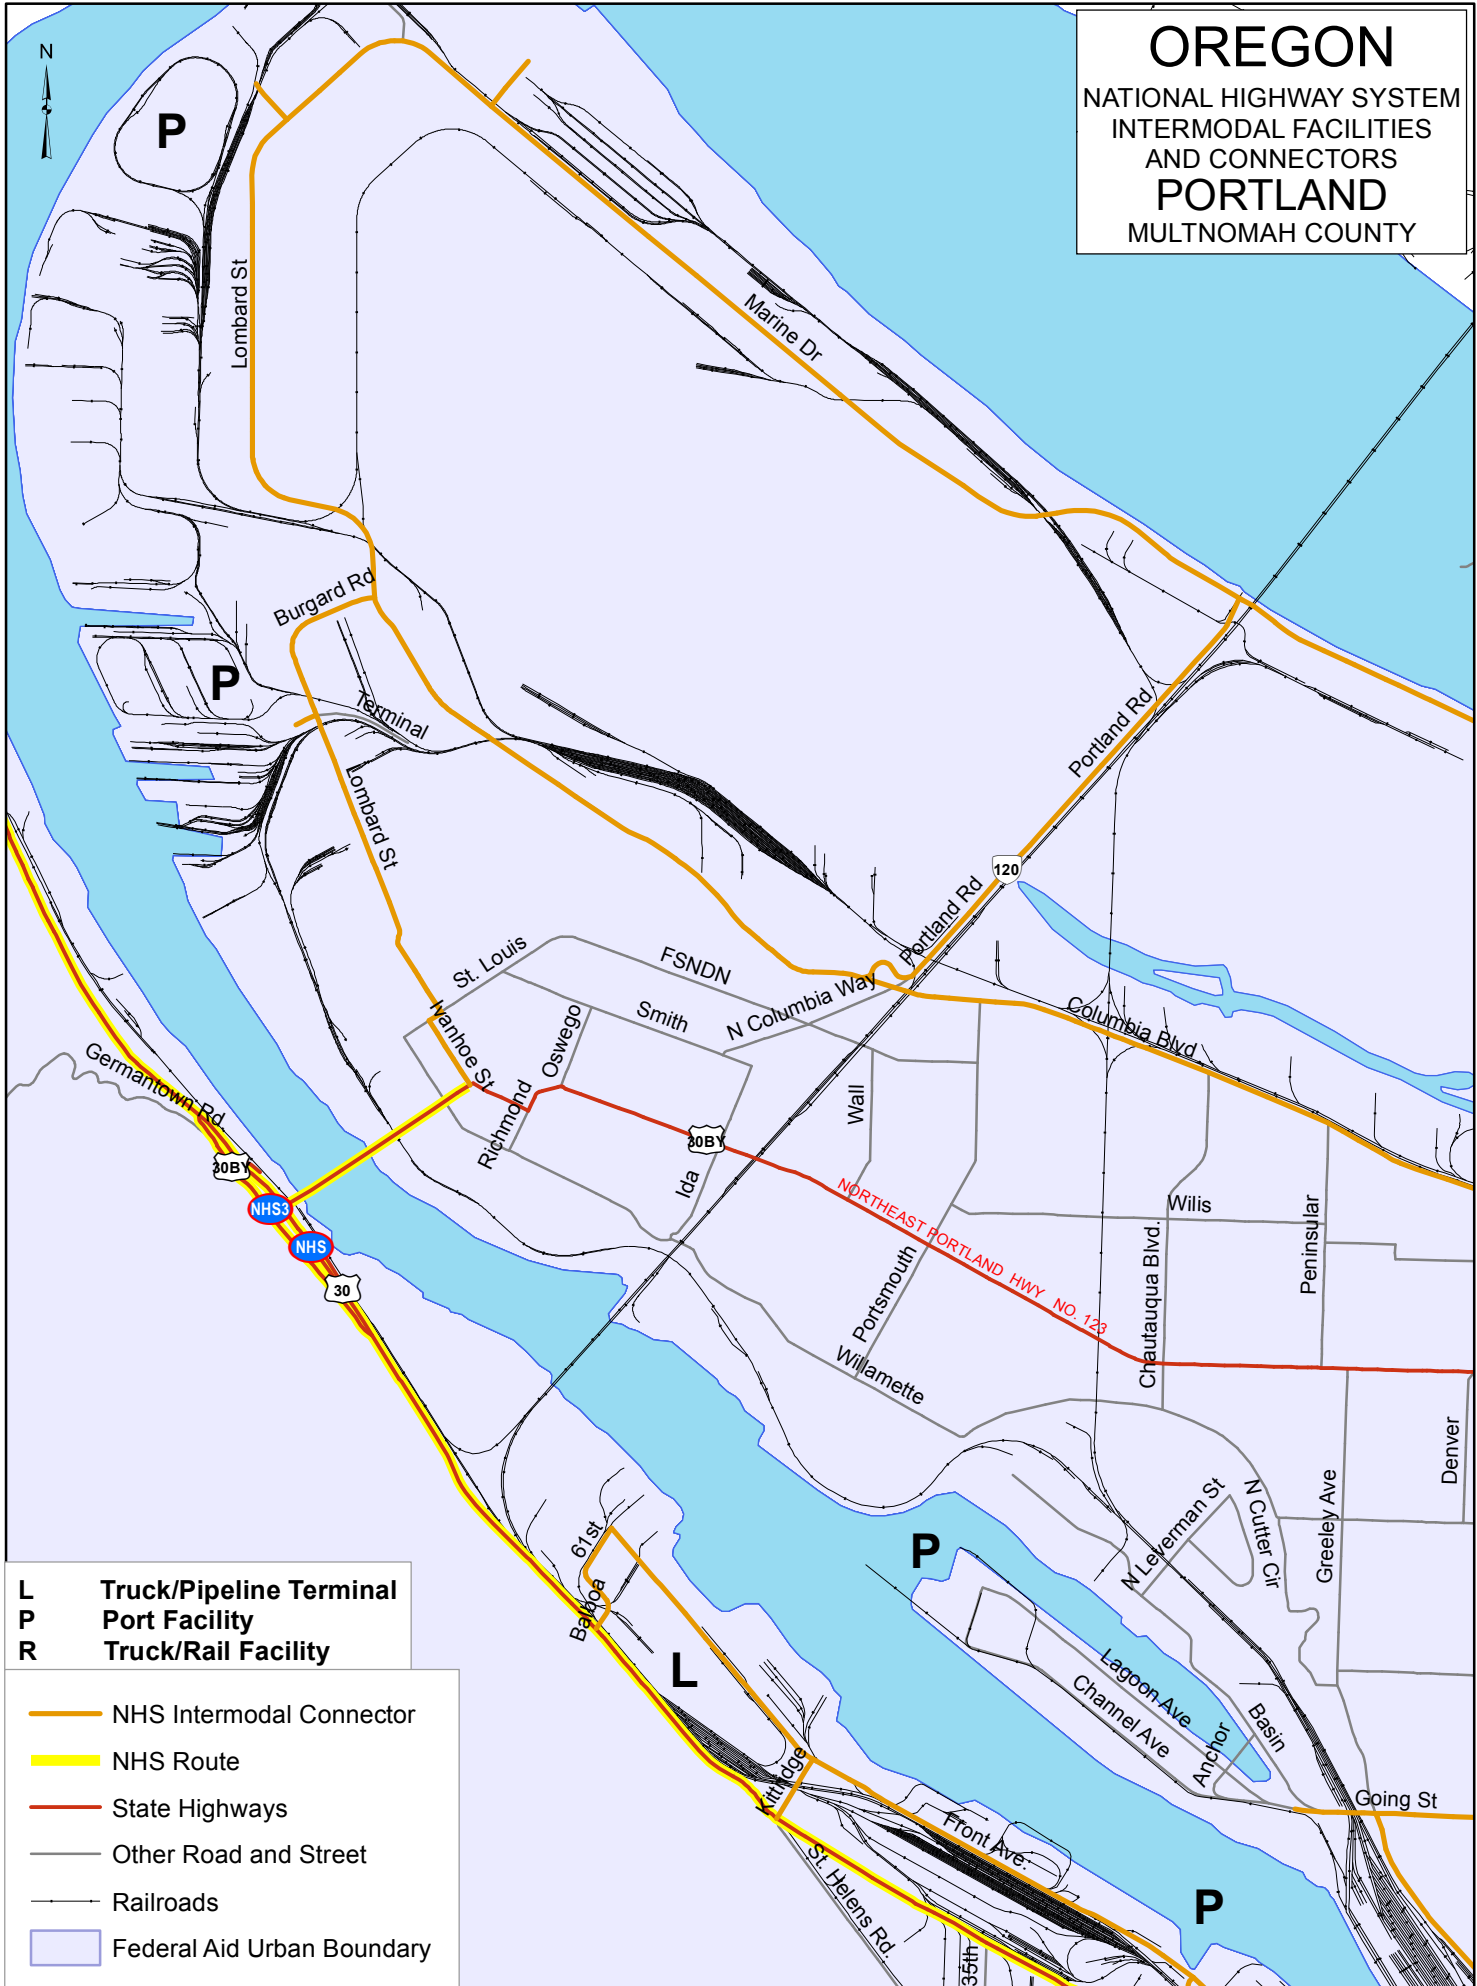 OREGON
NATIONAL HIGHWAY SYSTEM
INTERMODAL FACILITIES
AND CONNECTORS
PORTLAND
MULTNOMAH COUNTY
N
P
Lombard St
Marine Dr
Burgard Rd
P
Terminal
Portland Rd
Lombard St
120
Portland Rd
St. Louis
FSNDN
N Columbia Way
Smith
Oswego
Ivanhoe St
Columbia Blvd
Germantown Rd
Richmond
Wall
30BY
30BY
Ida
NHS3
NHS
30
NORTHEAST PORTLAND HWY NO. 123
Wilis
Peninsular
Chautauqua Blvd.
Portsmouth
Willamette
Denver
Greeley Ave
N Cutter Cir
N Leverman St
P
61st
Balboa
L
Lagoon Ave
Channel Ave
Anchor
Basin
Going St
Kittridge
Front Ave.
St. Helens Rd.
35th
P
L Truck/Pipeline Terminal
P Port Facility
R Truck/Rail Facility
NHS Intermodal Connector
NHS Route
State Highways
Other Road and Street
Railroads
Federal Aid Urban Boundary